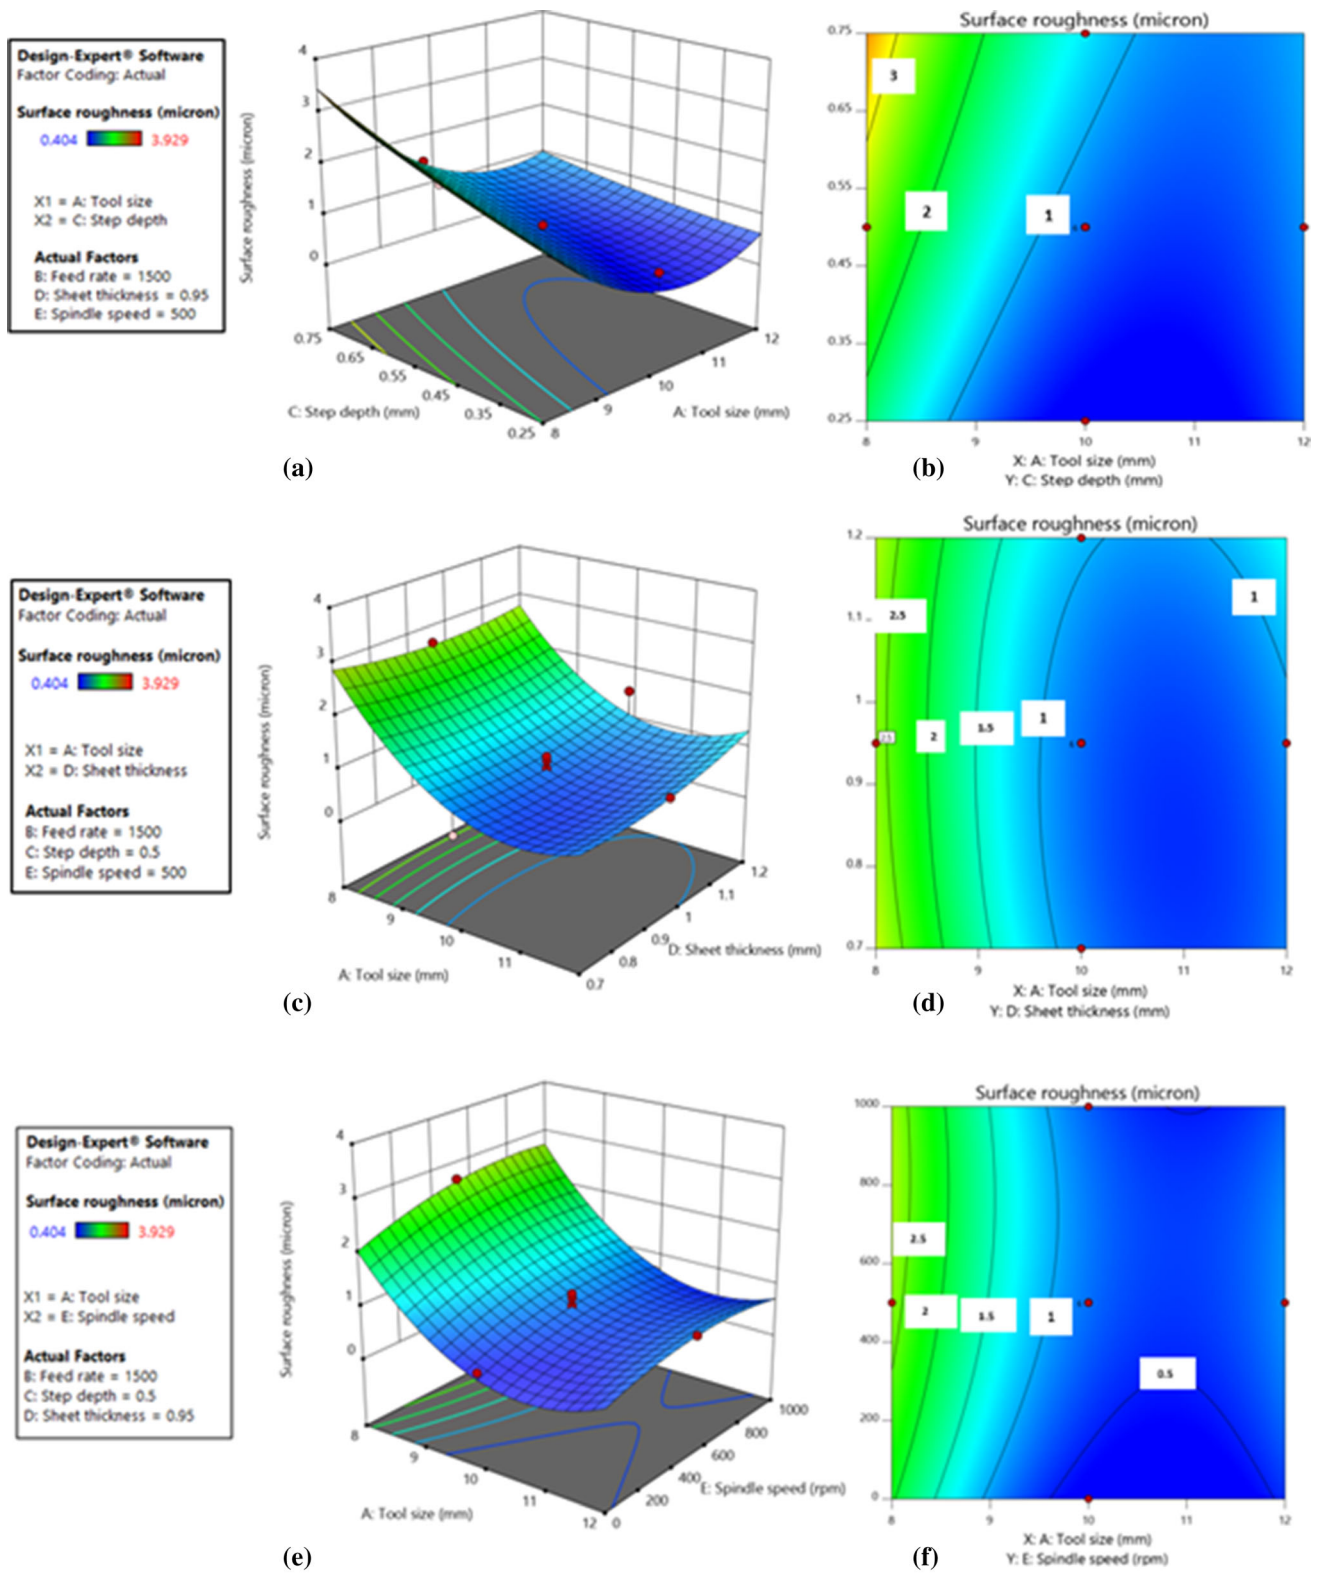 Design-Expert® Software
Factor Coding: Actual
Surface roughness (micron)
0.404 3.929
X1 = A: Tool size
X2 = C: Step depth
Actual Factors
B: Feed rate = 1500
D: Sheet thickness = 0.95
E: Spindle speed = 500
Surface roughness (micron)
4
3
2
1
0
0.75
0.65
0.55
0.45
0.35
0.25
C: Step depth (mm)
8
9
10
11
12
A: Tool size (mm)
(a)
Surface roughness (micron)
0.75
0.65
0.55
0.45
0.35
0.25
3
2
1
8 9 10 11 12
X: A: Tool size (mm)
Y: C: Step depth (mm)
(b)
Design-Expert® Software
Factor Coding: Actual
Surface roughness (micron)
0.404 3.929
X1 = A: Tool size
X2 = D: Sheet thickness
Actual Factors
B: Feed rate = 1500
C: Step depth = 0.5
E: Spindle speed = 500
Surface roughness (micron)
4
3
2
1
0
8
9
10
11
A: Tool size (mm)
0.7
0.8
0.9
1
1.1
1.2
D: Sheet thickness (mm)
(c)
Surface roughness (micron)
1.2
1.1
1
0.9
0.8
0.7
2.5
1
2.5
2
1.5
1
8 9 10 11 12
X: A: Tool size (mm)
Y: D: Sheet thickness (mm)
(d)
Design-Expert® Software
Factor Coding: Actual
Surface roughness (micron)
0.404 3.929
X1 = A: Tool size
X2 = E: Spindle speed
Actual Factors
B: Feed rate = 1500
C: Step depth = 0.5
D: Sheet thickness = 0.95
Surface roughness (micron)
4
3
2
1
0
8
9
10
11
12
A: Tool size (mm)
0
200
400
600
800
1000
E: Spindle speed (rpm)
(e)
Surface roughness (micron)
1000
800
600
400
200
0
2.5
2
1.5
1
0.5
8 9 10 11 12
X: A: Tool size (mm)
Y: E: Spindle speed (rpm)
(f)